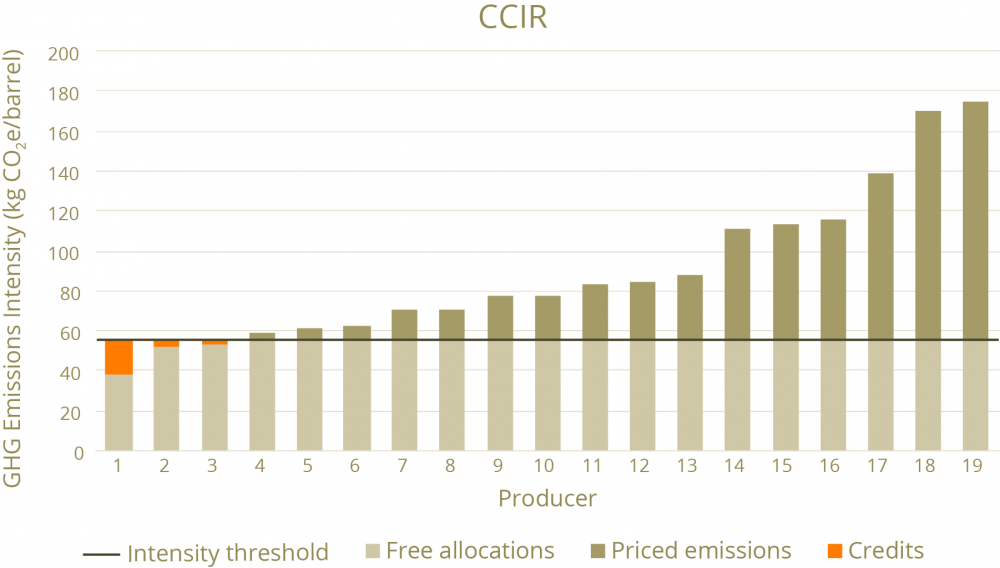 CCIR
GHG Emissions Intensity (kg CO₂e/barrel)
200
180
160
140
120
100
80
60
40
20
0
1 2 3 4 5 6 7 8 9 10 11 12 13 14 15 16 17 18 19
Producer
Intensity threshold Free allocations Priced emissions Credits